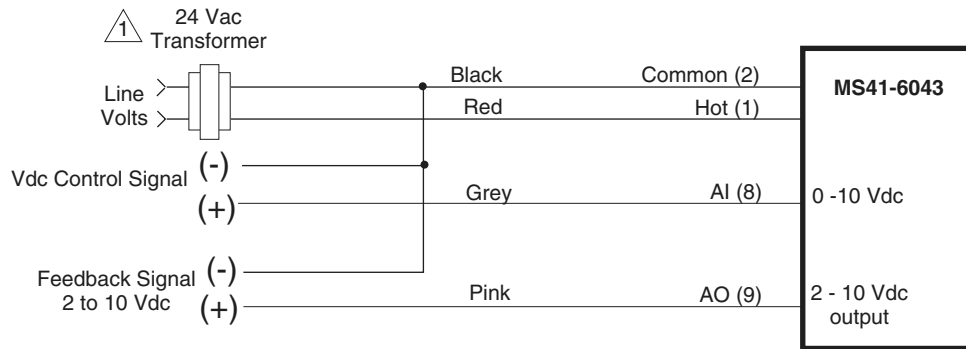 1
24 Vac
Transformer
Line
Volts
Black
Common (2)
Red
Hot (1)
MS41-6043
Vdc Control Signal
(-)
(+)
Grey
AI (8)
0 -10 Vdc
Feedback Signal
2 to 10 Vdc
(-)
(+)
Pink
AO (9)
2 - 10 Vdc
output